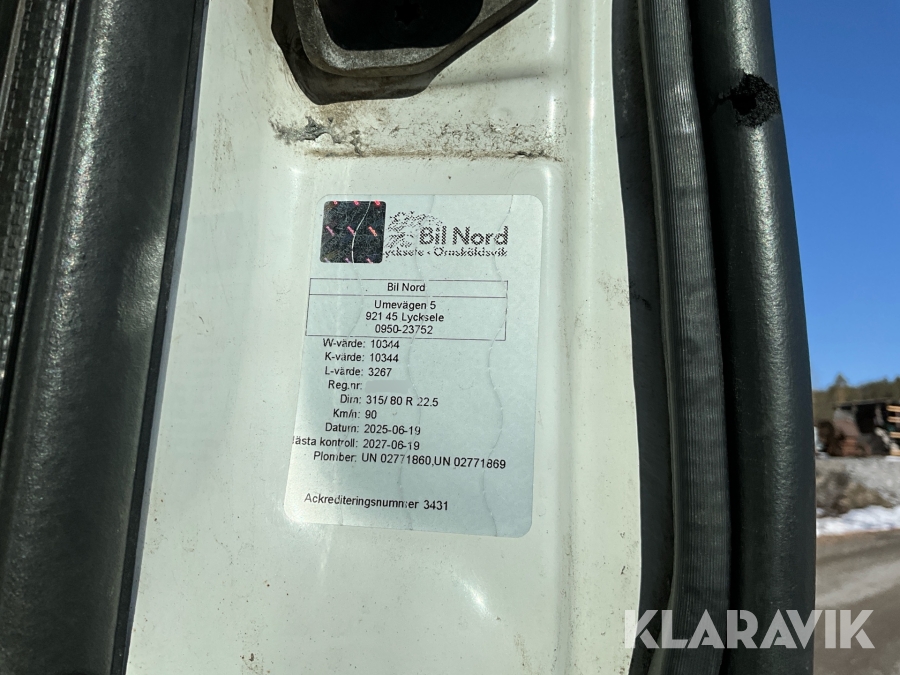 Bil Nord
Lycksele · Örnsköldsvik
Bil Nord
Umevägen 5
921 45 Lycksele
0950-23752
W-värde: 10344
K-värde: 10344
L-värde: 3267
Reg.nr:
Dim: 315/ 80 R 22.5
Km/h: 90
Datum: 2025-06-19
lästa kontroll: 2027-06-19
Plomber: UN 02771860,UN 02771869
Ackrediteringsnummer 3431
KLARAVIK